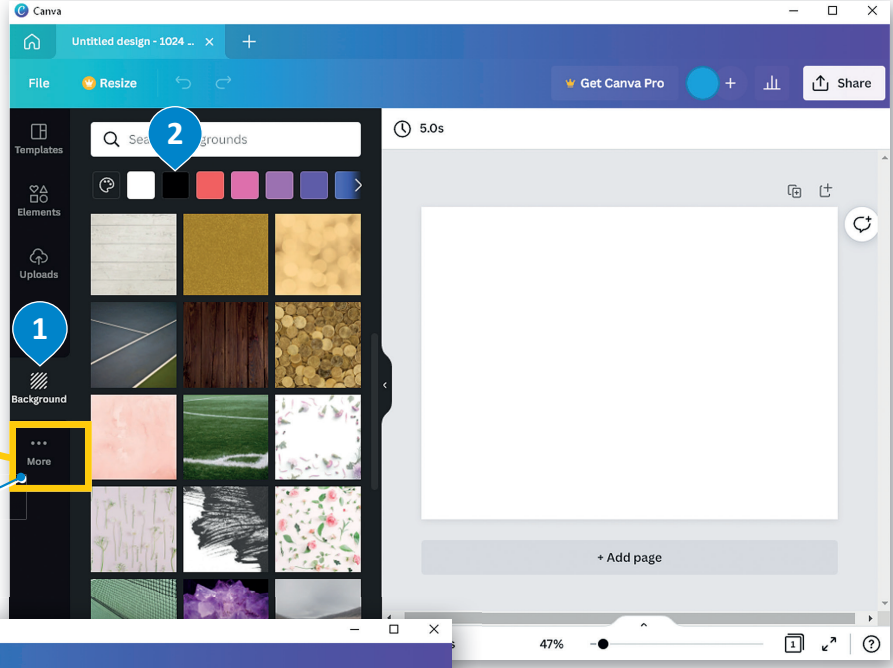 Canva
Untitled design - 1024 ...
File
Resize
Get Canva Pro
Share
2
Templates
5.0s
Elements
Uploads
1
Background
More
+ Add page
47%
1